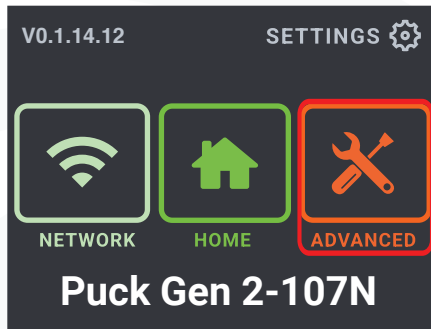 V0.1.14.12 SETTINGS
NETWORK HOME ADVANCED
Puck Gen 2-107N